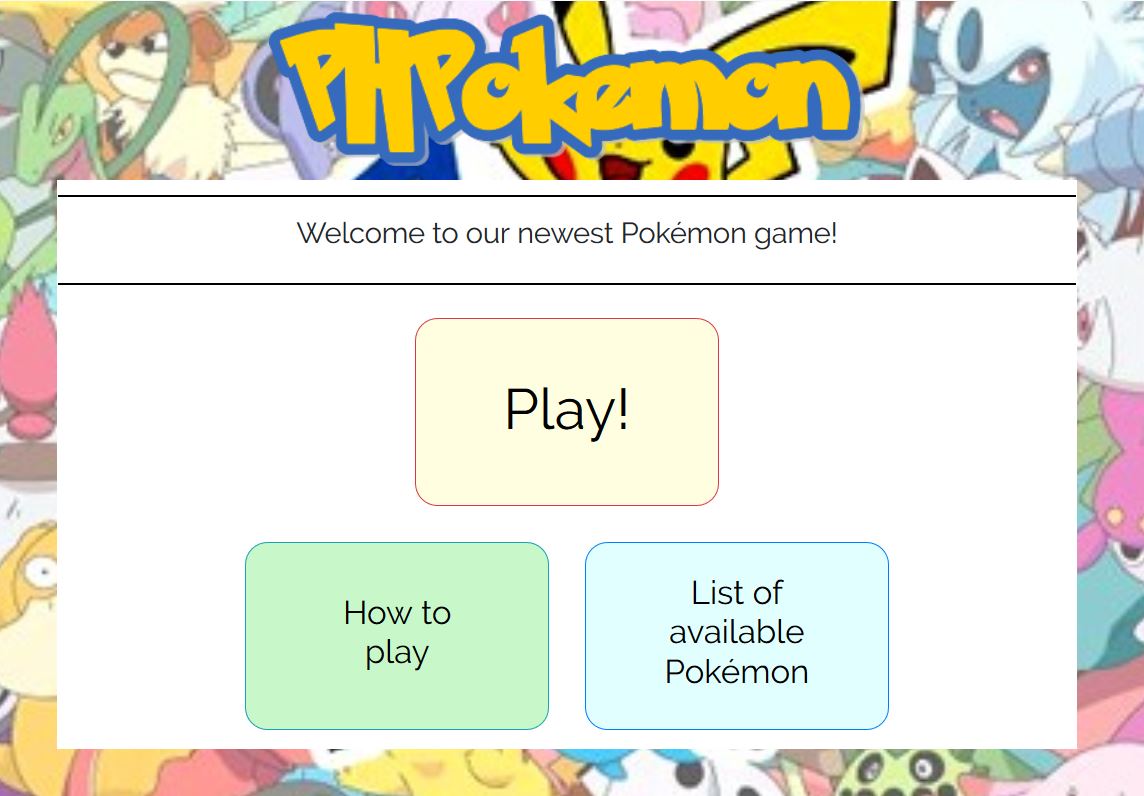 PHPokemon
Welcome to our newest Pokémon game!
Play!
How to
play
List of
available
Pokémon